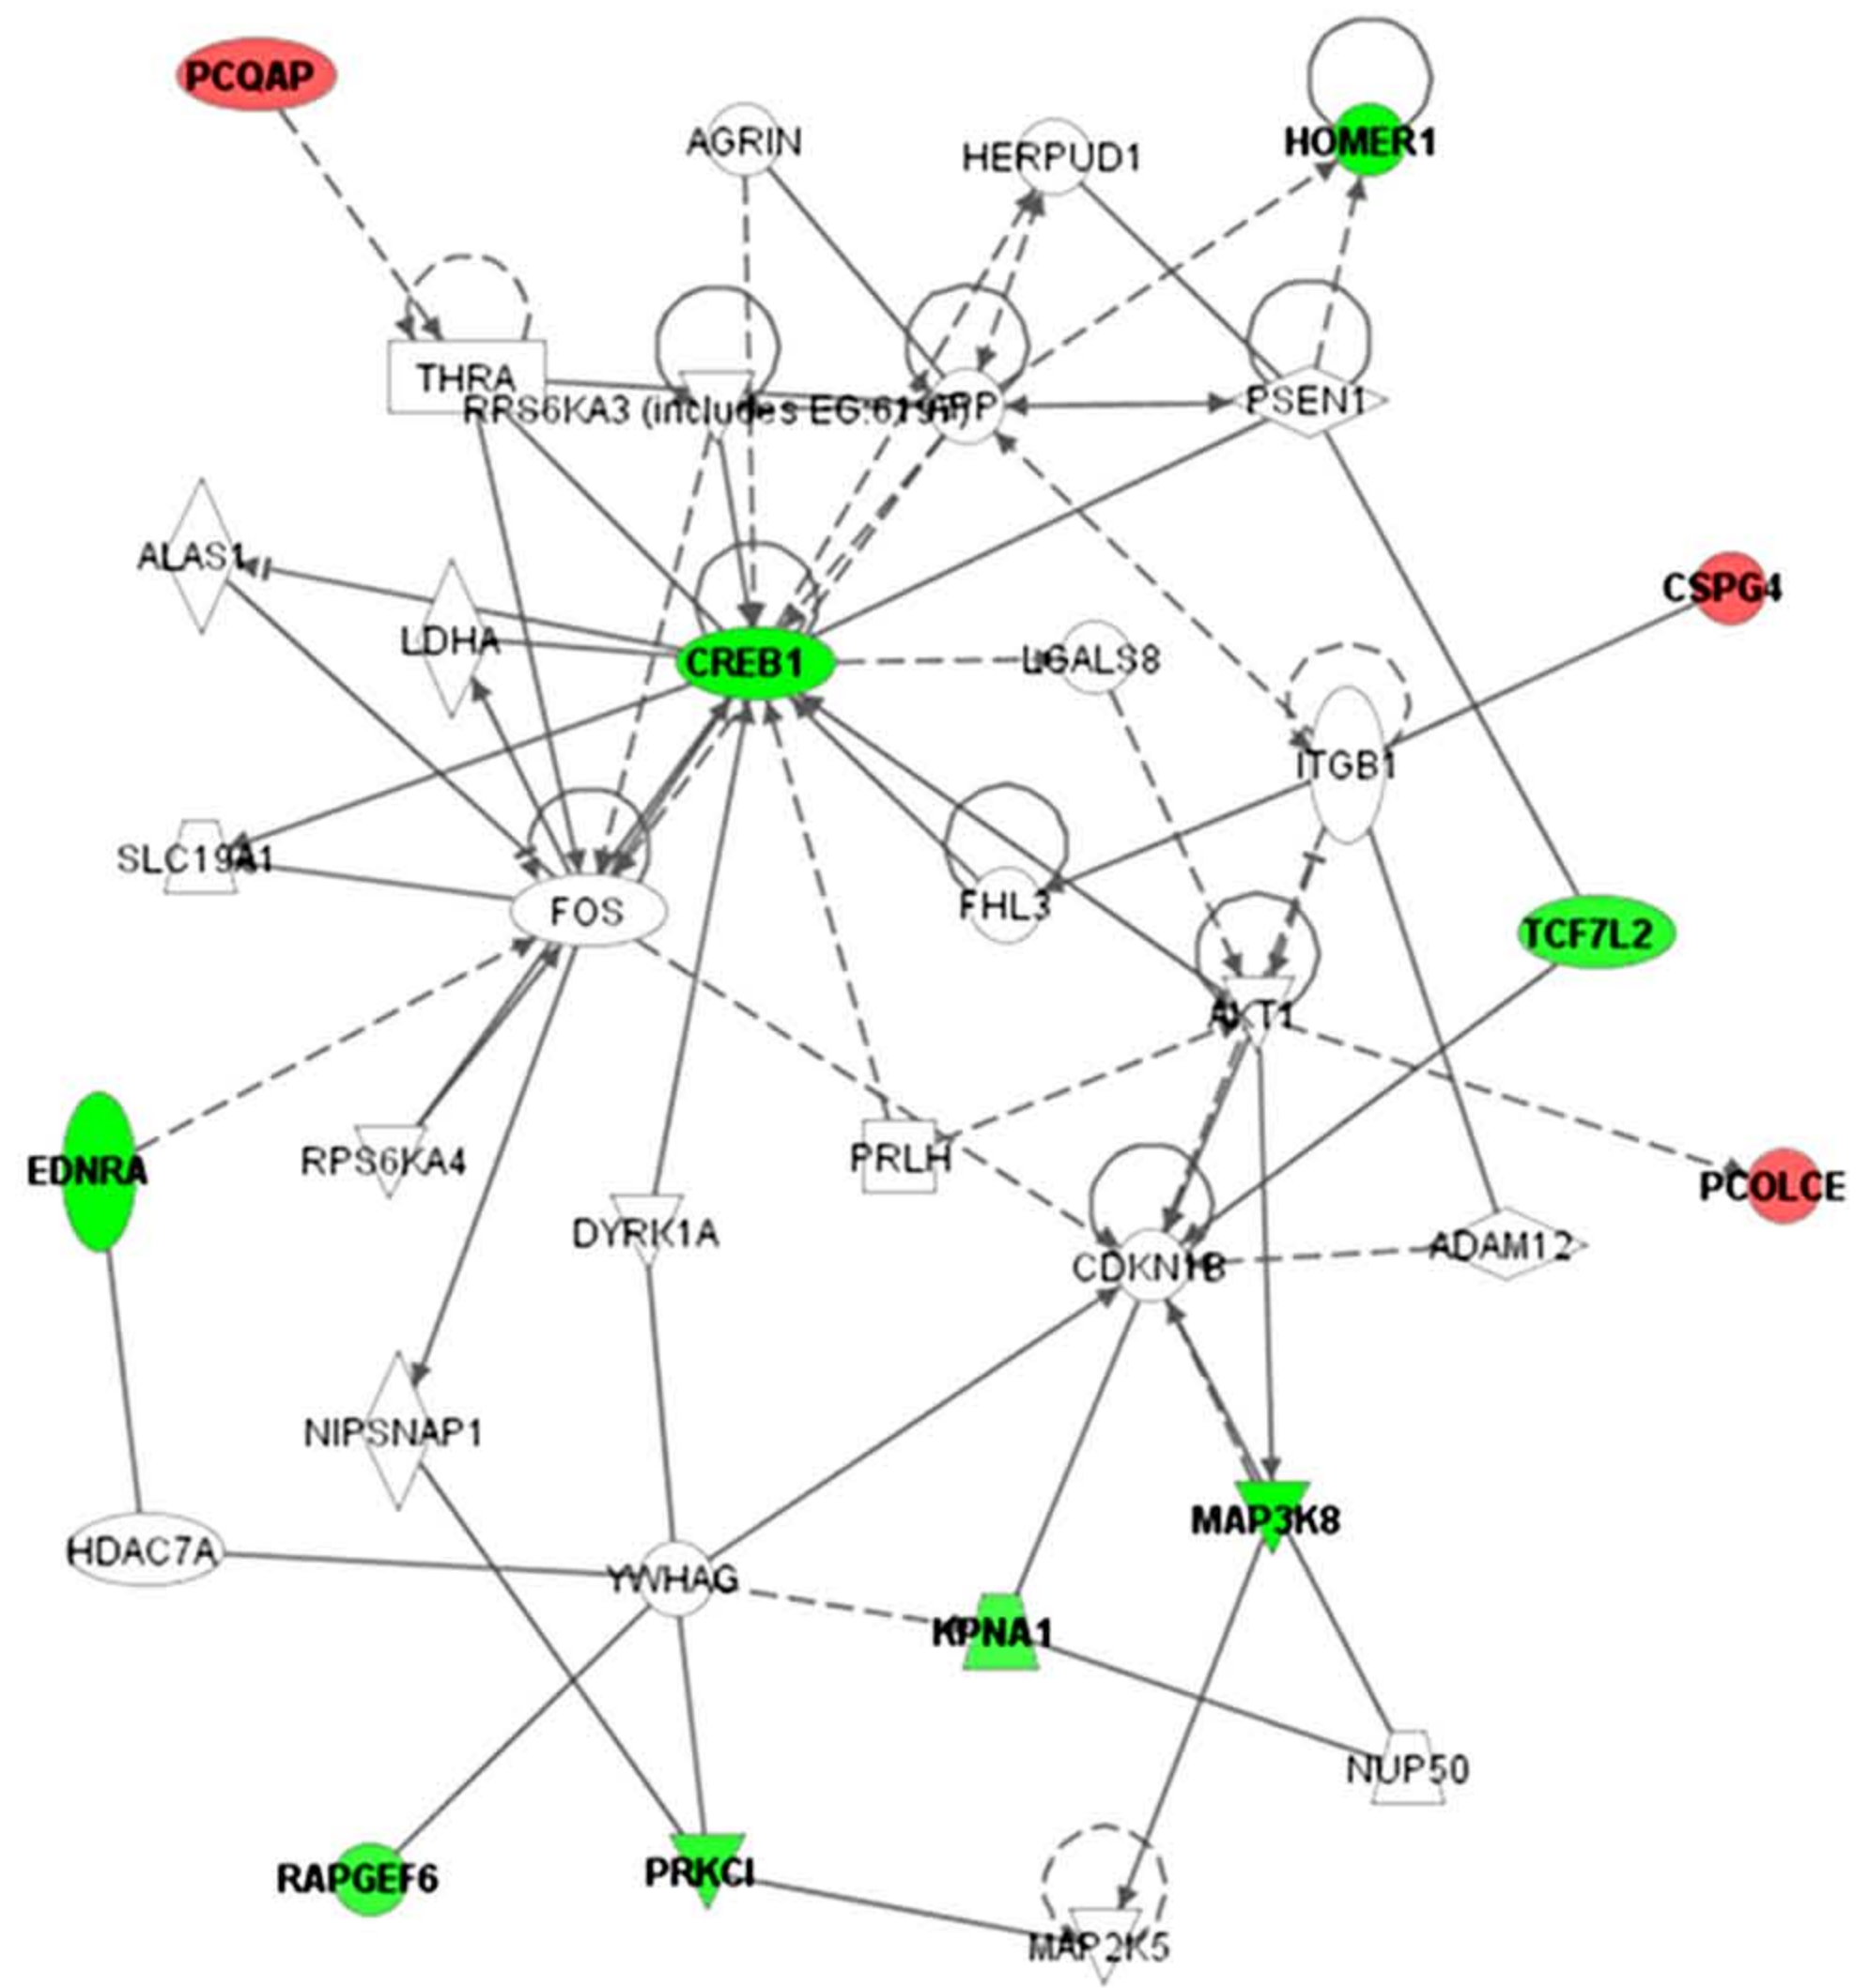 PCQAP
AGRIN
HERPUD1
HOMER1
THRA
RPS6KA3 (includes EG:6197)
APP
PSEN1
ALAS1
LDHA
CREB1
LGALS8
CSPG4
ITGB1
SLC19A1
FOS
FHL3
TCF7L2
AKT1
EDNRA
RPS6KA4
PRLH
PCOLCE
DYRK1A
CDKN1B
ADAM12
NIPSNAP1
MAP3K8
HDAC7A
YWHAG
KPNA1
NUP50
RAPGEF6
PRKCI
MAP2K5